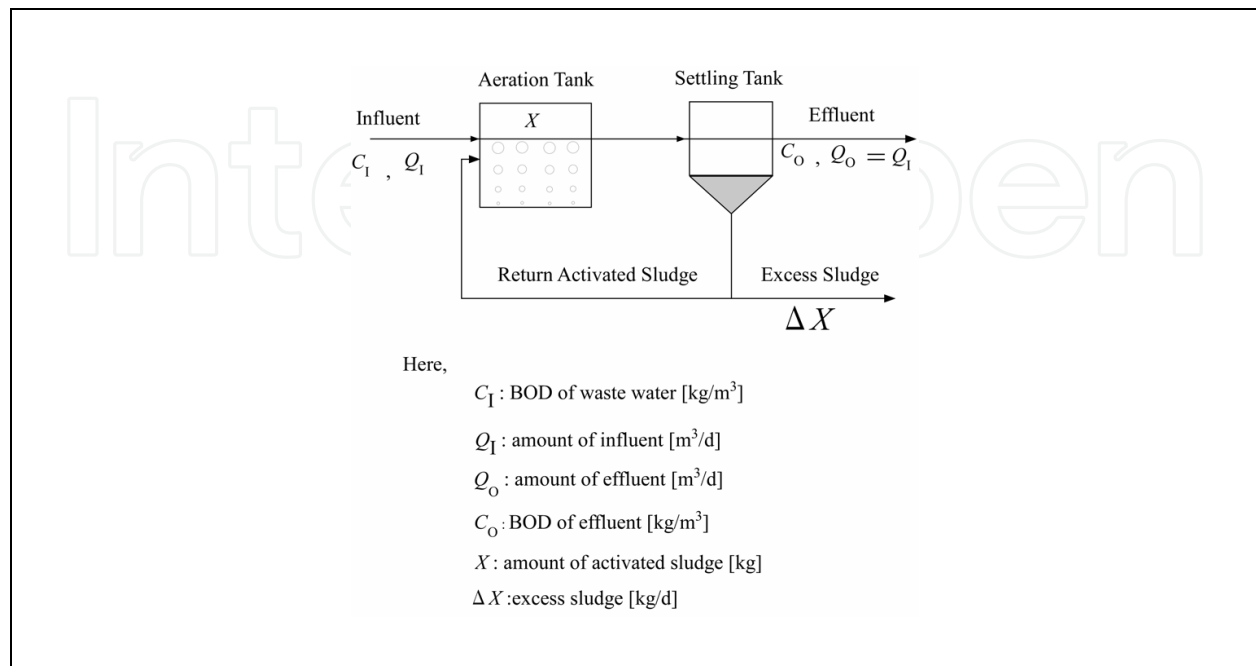 Aeration Tank
Settling Tank
Influent
X
Effluent
C_I , Q_I
C_O , Q_O = Q_I
Return Activated Sludge
Excess Sludge
Δ X
Here,
C_I : BOD of waste water [kg/m³]
Q_I : amount of influent [m³/d]
Q_o : amount of effluent [m³/d]
C_O : BOD of effluent [kg/m³]
X : amount of activated sludge [kg]
Δ X :excess sludge [kg/d]